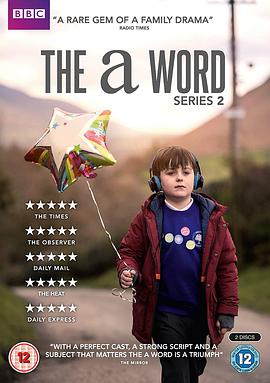 BBC
"A RARE GEM OF A FAMILY DRAMA"
RADIO TIMES
THE a WORD
SERIES 2
★★★★★
THE TIMES
★★★★★
THE OBSERVER
★★★★★
DAILY MAIL
★★★★★
THE HEAT
★★★★★
DAILY EXPRESS
2 DISCS
12
"WITH A PERFECT CAST, A STRONG SCRIPT AND A
SUBJECT THAT MATTERS THE A WORD IS A TRIUMPH"
THE MIRROR
12